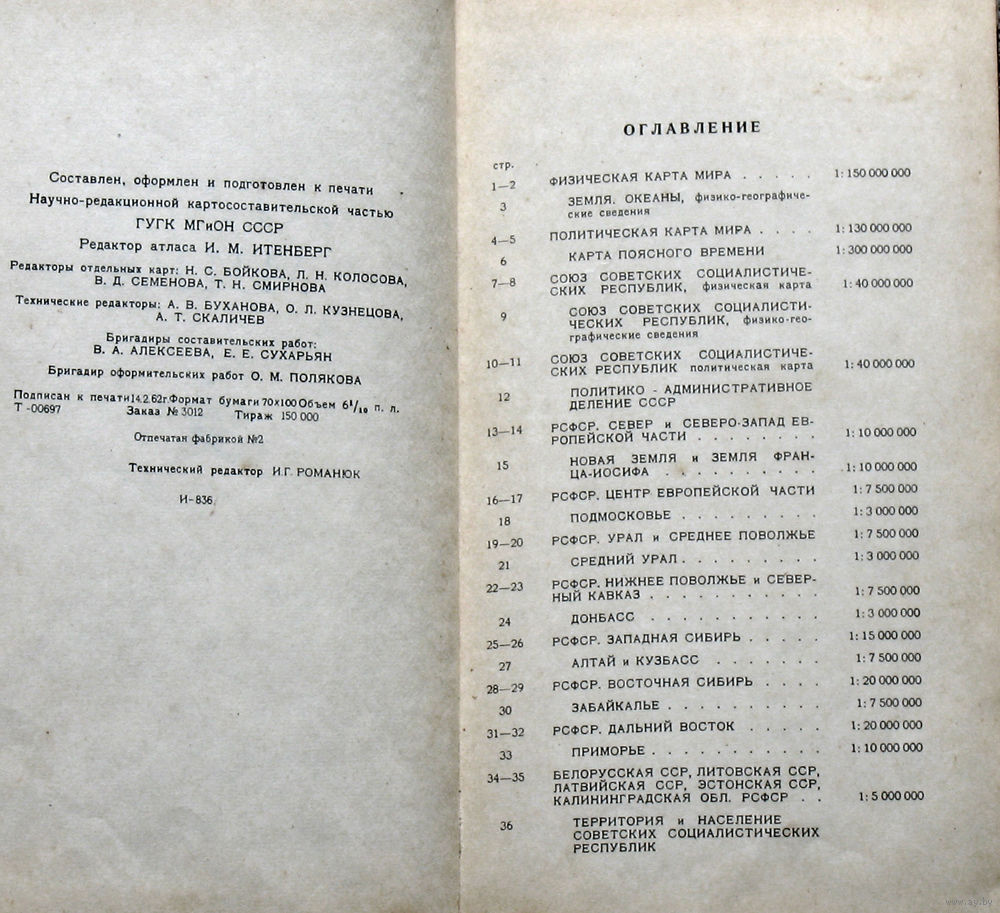 Составлен, оформлен и подготовлен к печати
Научно-редакционной картосоставительской частью
ГУГК МГиОН СССР
Редактор атласа И. М. ИТЕНБЕРГ
Редакторы отдельных карт: Н. С. БОЙКОВА, Л. Н. КОЛОСОВА,
В. Д. СЕМЕНОВА, Т. Н. СМИРНОВА
Технические редакторы: А. В. БУХАНОВА, О. Л. КУЗНЕЦОВА,
А. Т. СКАЛИЧЕВ
Бригадиры составительских работ:
В. А. АЛЕКСЕЕВА, Е. Е. СУХАРЬЯН
Бригадир оформительских работ О. М. ПОЛЯКОВА
Подписан к печати 14.2.62г. Формат бумаги 70х100 Объем 6 1/10 п. л.
Т -00697 Заказ № 3012 Тираж 150 000
Отпечатан фабрикой №2
Технический редактор И.Г. РОМАНЮК
И-836
ОГЛАВЛЕНИЕ
стр.
1—2 ФИЗИЧЕСКАЯ КАРТА МИРА . . . . . 1: 150 000 000
3 ЗЕМЛЯ. ОКЕАНЫ, физико-географиче-
ские сведения
4—5 ПОЛИТИЧЕСКАЯ КАРТА МИРА . . . . 1: 130 000 000
6 КАРТА ПОЯСНОГО ВРЕМЕНИ 1: 300 000 000
7—8 СОЮЗ СОВЕТСКИХ СОЦИАЛИСТИЧЕ-
СКИХ РЕСПУБЛИК, физическая карта 1: 40 000 000
9 СОЮЗ СОВЕТСКИХ СОЦИАЛИСТИ-
ЧЕСКИХ РЕСПУБЛИК, физико-гео-
графические сведения
10—11 СОЮЗ СОВЕТСКИХ СОЦИАЛИСТИЧЕ-
СКИХ РЕСПУБЛИК политическая карта 1: 40 000 000
12 ПОЛИТИКО - АДМИНИСТРАТИВНОЕ
ДЕЛЕНИЕ СССР
13—14 РСФСР. СЕВЕР и СЕВЕРО-ЗАПАД ЕВ-
РОПЕЙСКОЙ ЧАСТИ . . . . . . . . 1: 10 000 000
15 НОВАЯ ЗЕМЛЯ и ЗЕМЛЯ ФРАН-
ЦА-ИОСИФА . . . . . . . . . . 1: 10 000 000
16—17 РСФСР. ЦЕНТР ЕВРОПЕЙСКОЙ ЧАСТИ 1: 7 500 000
18 ПОДМОСКОВЬЕ . . . . . . . . . 1: 3 000 000
19—20 РСФСР. УРАЛ и СРЕДНЕЕ ПОВОЛЖЬЕ 1: 7 500 000
21 СРЕДНИЙ УРАЛ . . . . . . . . . 1: 3 000 000
22—23 РСФСР. НИЖНЕЕ ПОВОЛЖЬЕ и СЕВЕР-
НЫЙ КАВКАЗ . . . . . . . . . . . 1: 7 500 000
24 ДОНБАСС . . . . . . . . . . . 1: 3 000 000
25—26 РСФСР. ЗАПАДНАЯ СИБИРЬ . . . . . 1: 15 000 000
27 АЛТАЙ и КУЗБАСС . . . . . . . 1: 7 500 000
28—29 РСФСР. ВОСТОЧНАЯ СИБИРЬ . . . . 1: 20 000 000
30 ЗАБАЙКАЛЬЕ . . . . . . . . . . 1: 7 500 000
31—32 РСФСР. ДАЛЬНИЙ ВОСТОК . . . . . 1: 20 000 000
33 ПРИМОРЬЕ . . . . . . . . . . . 1: 10 000 000
34—35 БЕЛОРУССКАЯ ССР, ЛИТОВСКАЯ ССР,
ЛАТВИЙСКАЯ ССР, ЭСТОНСКАЯ ССР,
КАЛИНИНГРАДСКАЯ ОБЛ. РСФСР . . 1: 5 000 000
36 ТЕРРИТОРИЯ и НАСЕЛЕНИЕ
СОВЕТСКИХ СОЦИАЛИСТИЧЕСКИХ
РЕСПУБЛИК
www.ay.by